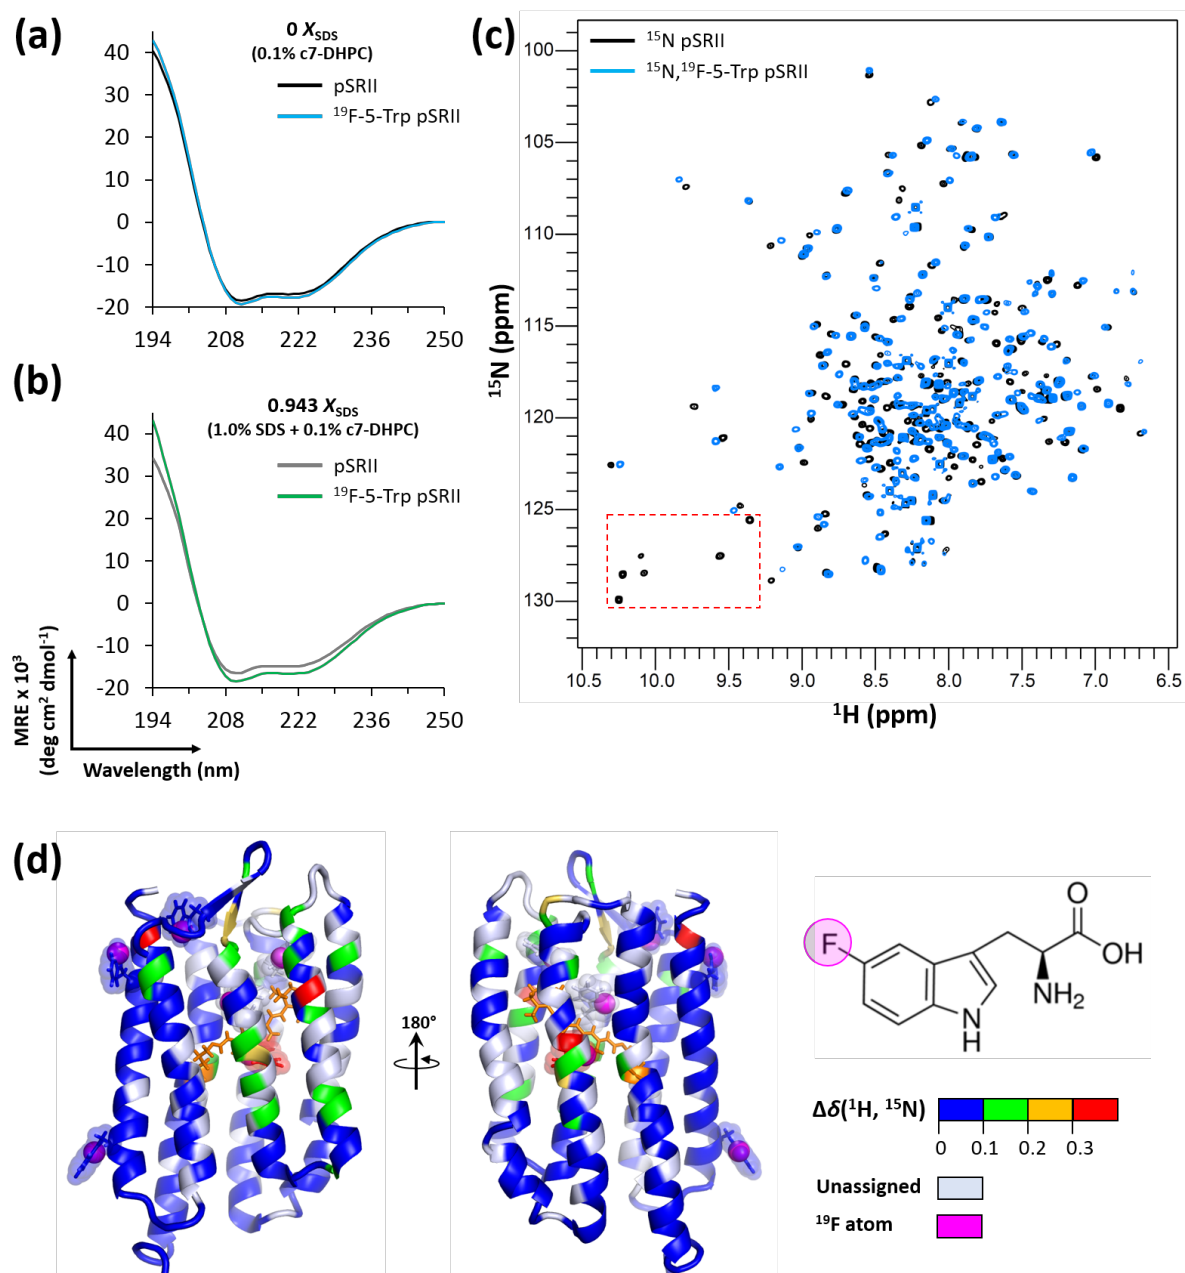 (a)
0 X_SDS
(0.1% c7-DHPC)
pSRII
¹⁹F-5-Trp pSRII
40
30
20
10
0
-10
-20
194 208 222 236 250
(b)
0.943 X_SDS
(1.0% SDS + 0.1% c7-DHPC)
pSRII
¹⁹F-5-Trp pSRII
40
30
20
10
0
-10
-20
194 208 222 236 250
MRE x 10³
(deg cm² dmol⁻¹)
Wavelength (nm)
(c)
¹⁵N pSRII
¹⁵N,¹⁹F-5-Trp pSRII
100
105
110
115
120
125
130
¹⁵N (ppm)
10.5 10.0 9.5 9.0 8.5 8.0 7.5 7.0 6.5
¹H (ppm)
(d)
180°
F
O
OH
NH₂
N
H
Δδ(¹H, ¹⁵N)
0 0.1 0.2 0.3
Unassigned
¹⁹F atom